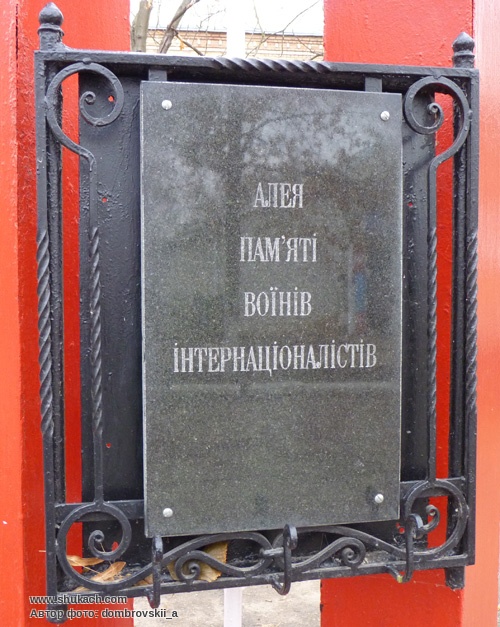 АЛЕЯ
ПАМ'ЯТІ
ВОЇНІВ
ІНТЕРНАЦІОНАЛІСТІВ
www.shukach.com
Автор фото: dombrovskii_a